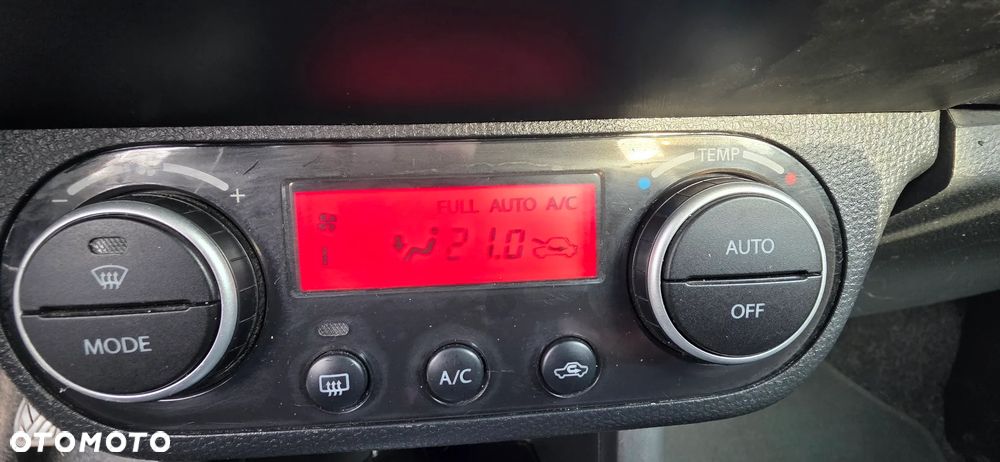 - +
TEMP
FULL AUTO A/C
21.0
AUTO
OFF
MODE
A/C
OTOMOTO